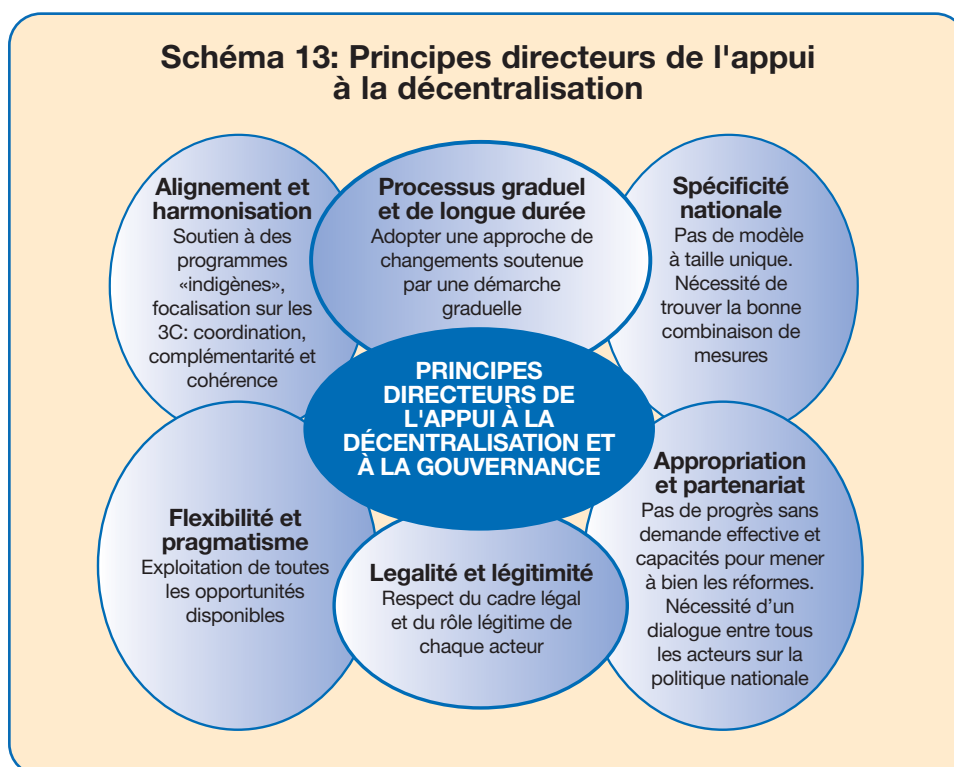 Schéma 13: Principes directeurs de l'appui
à la décentralisation
Alignement et
harmonisation
Soutien à des
programmes
«indigènes»,
focalisation sur les
3C: coordination,
complémentarité et
cohérence
Processus graduel
et de longue durée
Adopter une approche de
changements soutenue
par une démarche
graduelle
Spécificité
nationale
Pas de modèle
à taille unique.
Nécessité de
trouver la bonne
combinaison de
mesures
PRINCIPES
DIRECTEURS DE
L'APPUI À LA
DÉCENTRALISATION ET
À LA GOUVERNANCE
Flexibilité et
pragmatisme
Exploitation de toutes
les opportunités
disponibles
Legalité et légitimité
Respect du cadre légal
et du rôle légitime de
chaque acteur
Appropriation
et partenariat
Pas de progrès sans
demande effective et
capacités pour mener
à bien les réformes.
Nécessité d'un
dialogue entre tous
les acteurs sur la
politique nationale